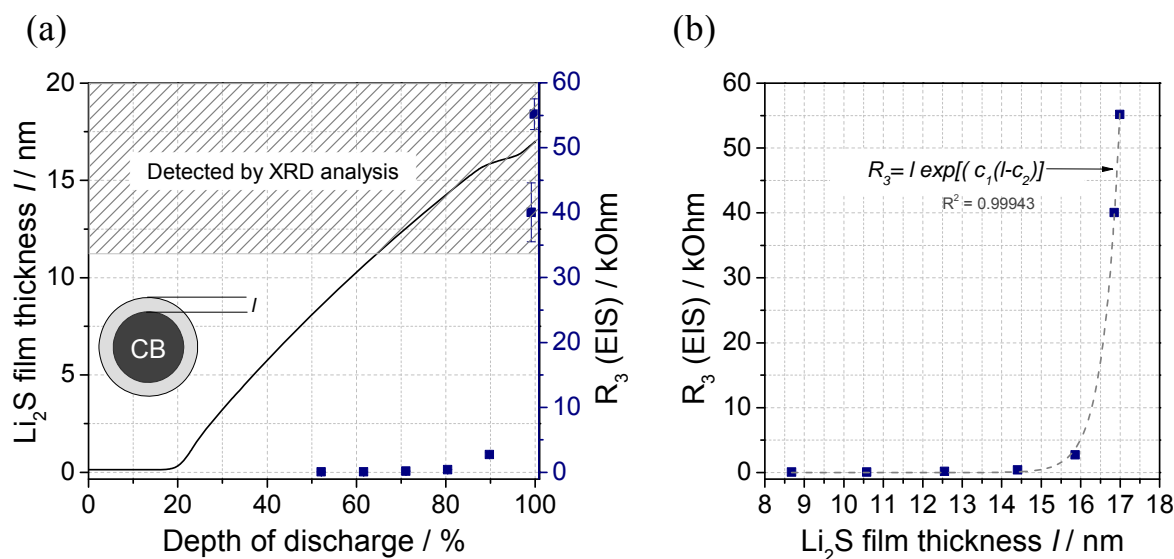 (a)
(b)
20
15
10
5
0
Li₂S film thickness l / nm
Detected by XRD analysis
l
CB
60
50
40
30
20
10
0
R₃ (EIS) / kOhm
0 20 40 60 80 100
Depth of discharge / %
60
50
40
30
20
10
0
R₃ (EIS) / kOhm
R₃= l exp[( c₁(l-c₂)]
R² = 0.99943
8 9 10 11 12 13 14 15 16 17 18
Li₂S film thickness l / nm